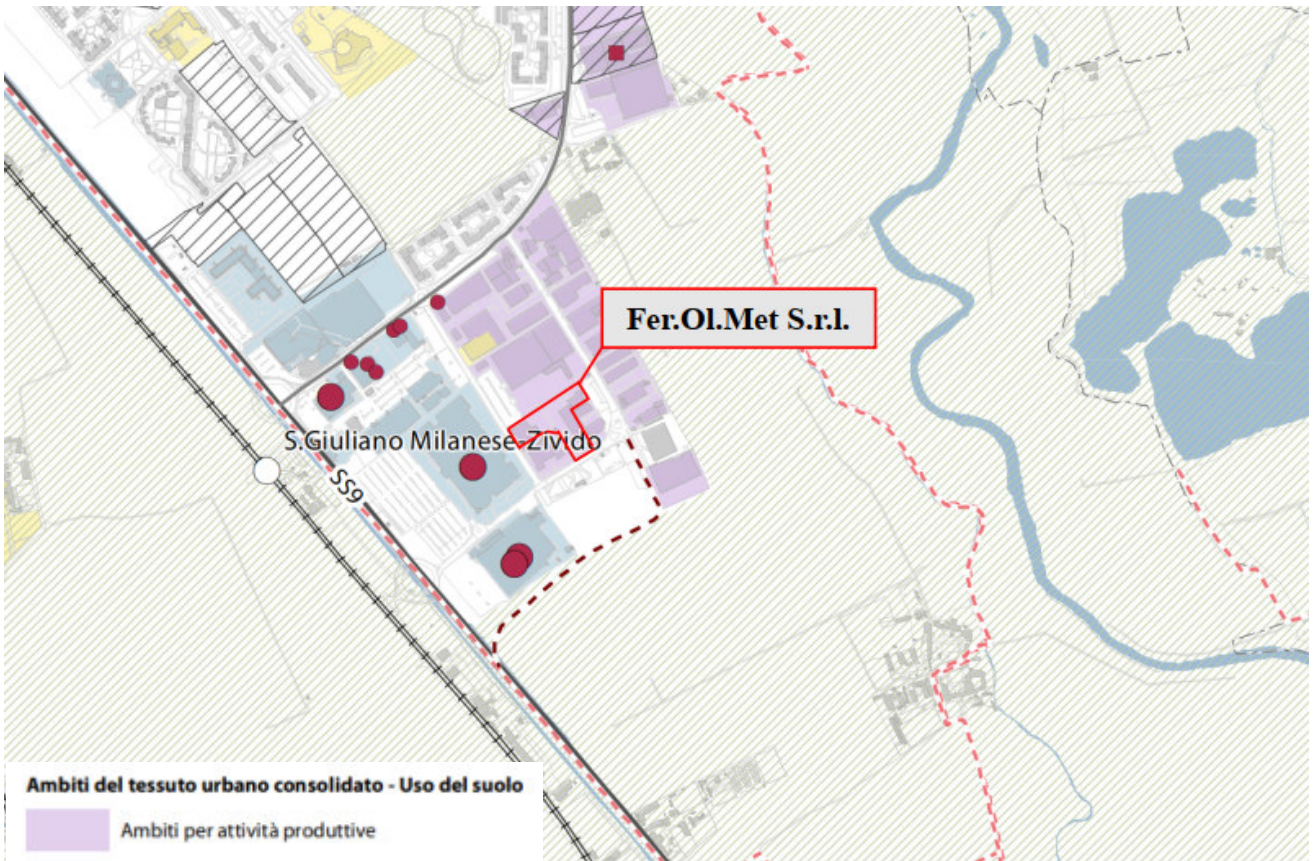 Fer.Ol.Met S.r.l.
S.Giuliano Milanese-Zivido
SS9
Ambiti del tessuto urbano consolidato - Uso del suolo
Ambiti per attività produttive